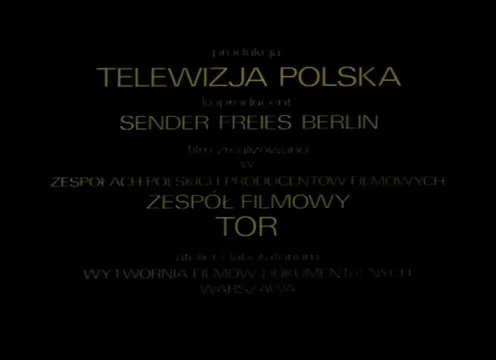 produkcja
TELEWIZJA POLSKA
koproducent
SENDER FREIES BERLIN
film zrealizowano
w
ZESPOŁACH POLSKICH PRODUCENTÓW FILMOWYCH
ZESPÓŁ FILMOWY
TOR
atelier i laboratorium
WYTWÓRNIA FILMÓW DOKUMENTALNYCH
WARSZAWA